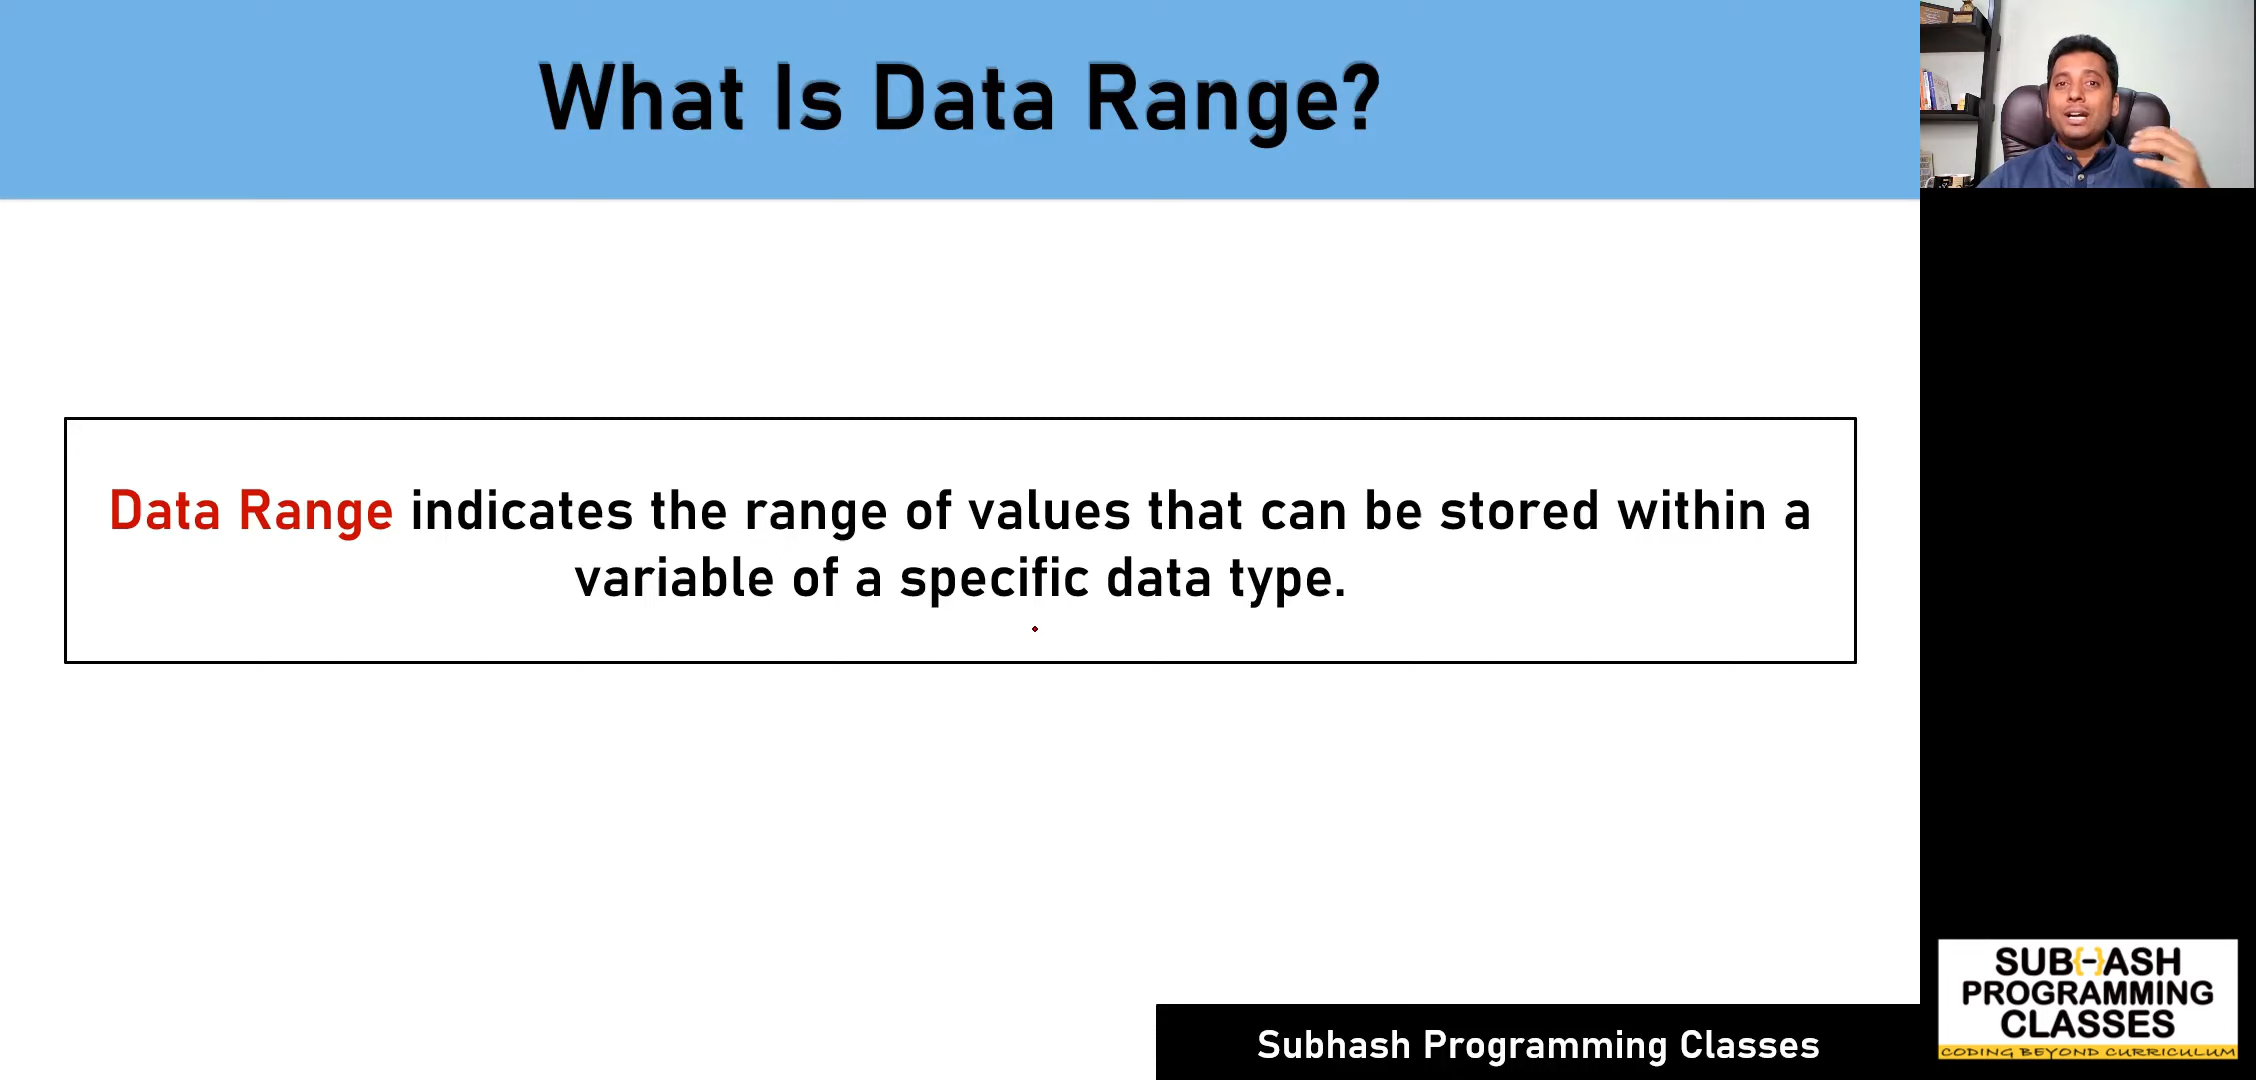 What Is Data Range?
Data Range indicates the range of values that can be stored within a
variable of a specific data type.
Subhash Programming Classes
SUB{-}ASH
PROGRAMMING
CLASSES
CODING BEYOND CURRICULUM